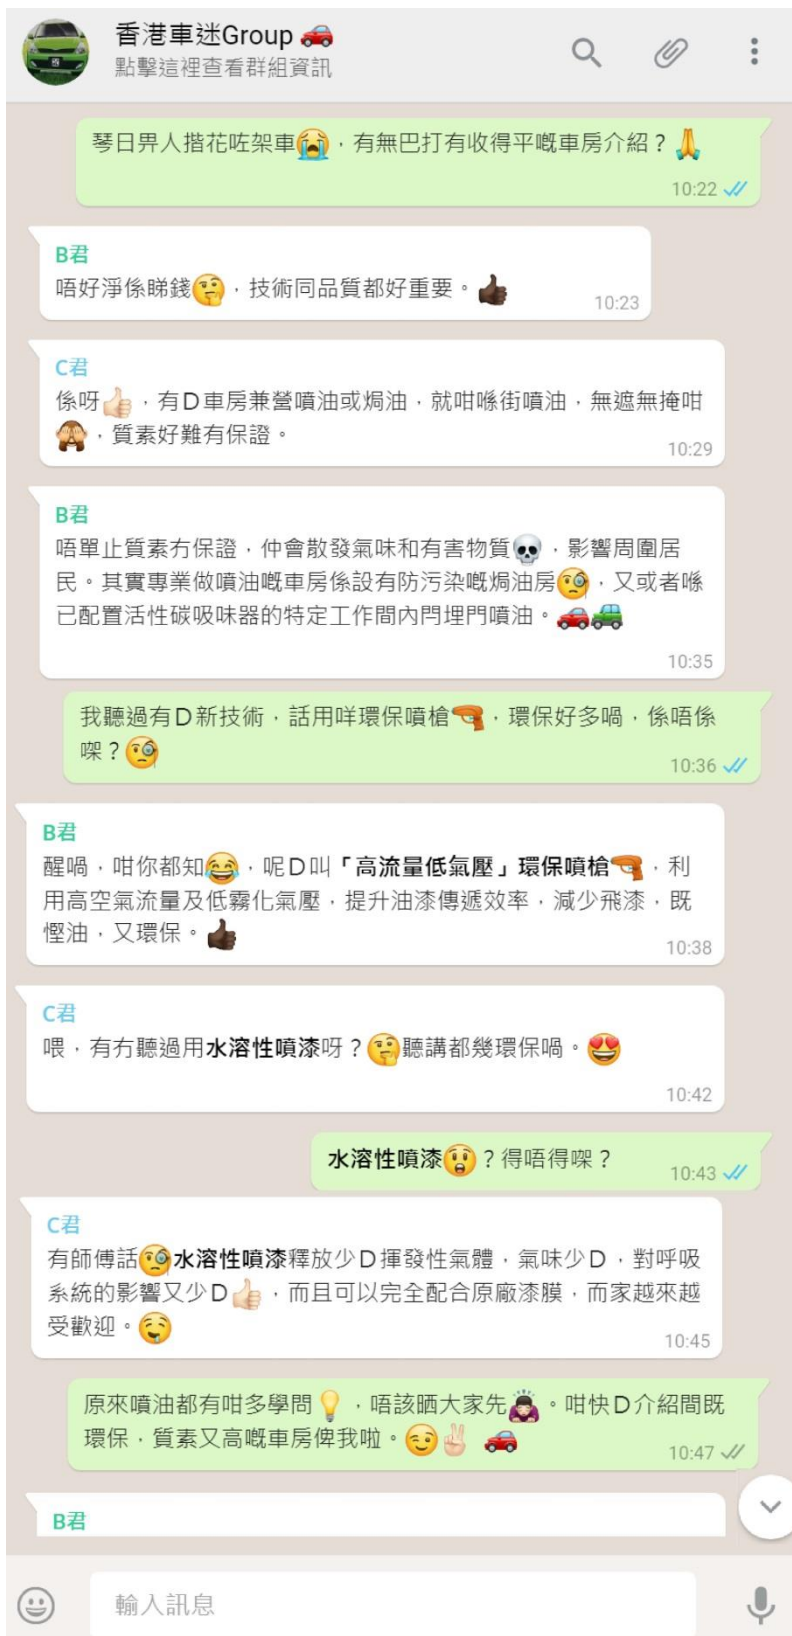 香港車迷Group 🚗
點擊這裡查看群組資訊
琴日畀人揩花咗架車😭，有無巴打有收得平嘅車房介紹？🙏
10:22
B君
唔好淨係睇錢🤔，技術同品質都好重要。👍🏿
10:23
C君
係呀👍🏻，有D車房兼營噴油或焗油，就咁喺街噴油，無遮無掩咁
🙈，質素好難有保證。
10:29
B君
唔單止質素冇保證，仲會散發氣味和有害物質💀，影響周圍居
民。其實專業做噴油嘅車房係設有防污染嘅焗油房🧐，又或者喺
已配置活性碳吸味器的特定工作間內閂埋門噴油。🚗🚙
10:35
我聽過有D新技術，話用咩環保噴槍🔫，環保好多喎，係唔係
㗎？🧐
10:36
B君
醒喎，咁你都知😂，呢D叫「高流量低氣壓」環保噴槍🔫，利
用高空氣流量及低霧化氣壓，提升油漆傳遞效率，減少飛漆，既
慳油，又環保。👍🏿
10:38
C君
喂，有冇聽過用水溶性噴漆呀？🤔聽講都幾環保喎。😍
10:42
水溶性噴漆😲？得唔得㗎？
10:43
C君
有師傅話🧐水溶性噴漆釋放少D揮發性氣體，氣味少D，對呼吸
系統的影響又少D👍🏻，而且可以完全配合原廠漆膜，而家越來越
受歡迎。🤤
10:45
原來噴油都有咁多學問💡，唔該晒大家先🙇。咁快D介紹間既
環保，質素又高嘅車房俾我啦。😉✌🏻 🚗
10:47
B君
輸入訊息